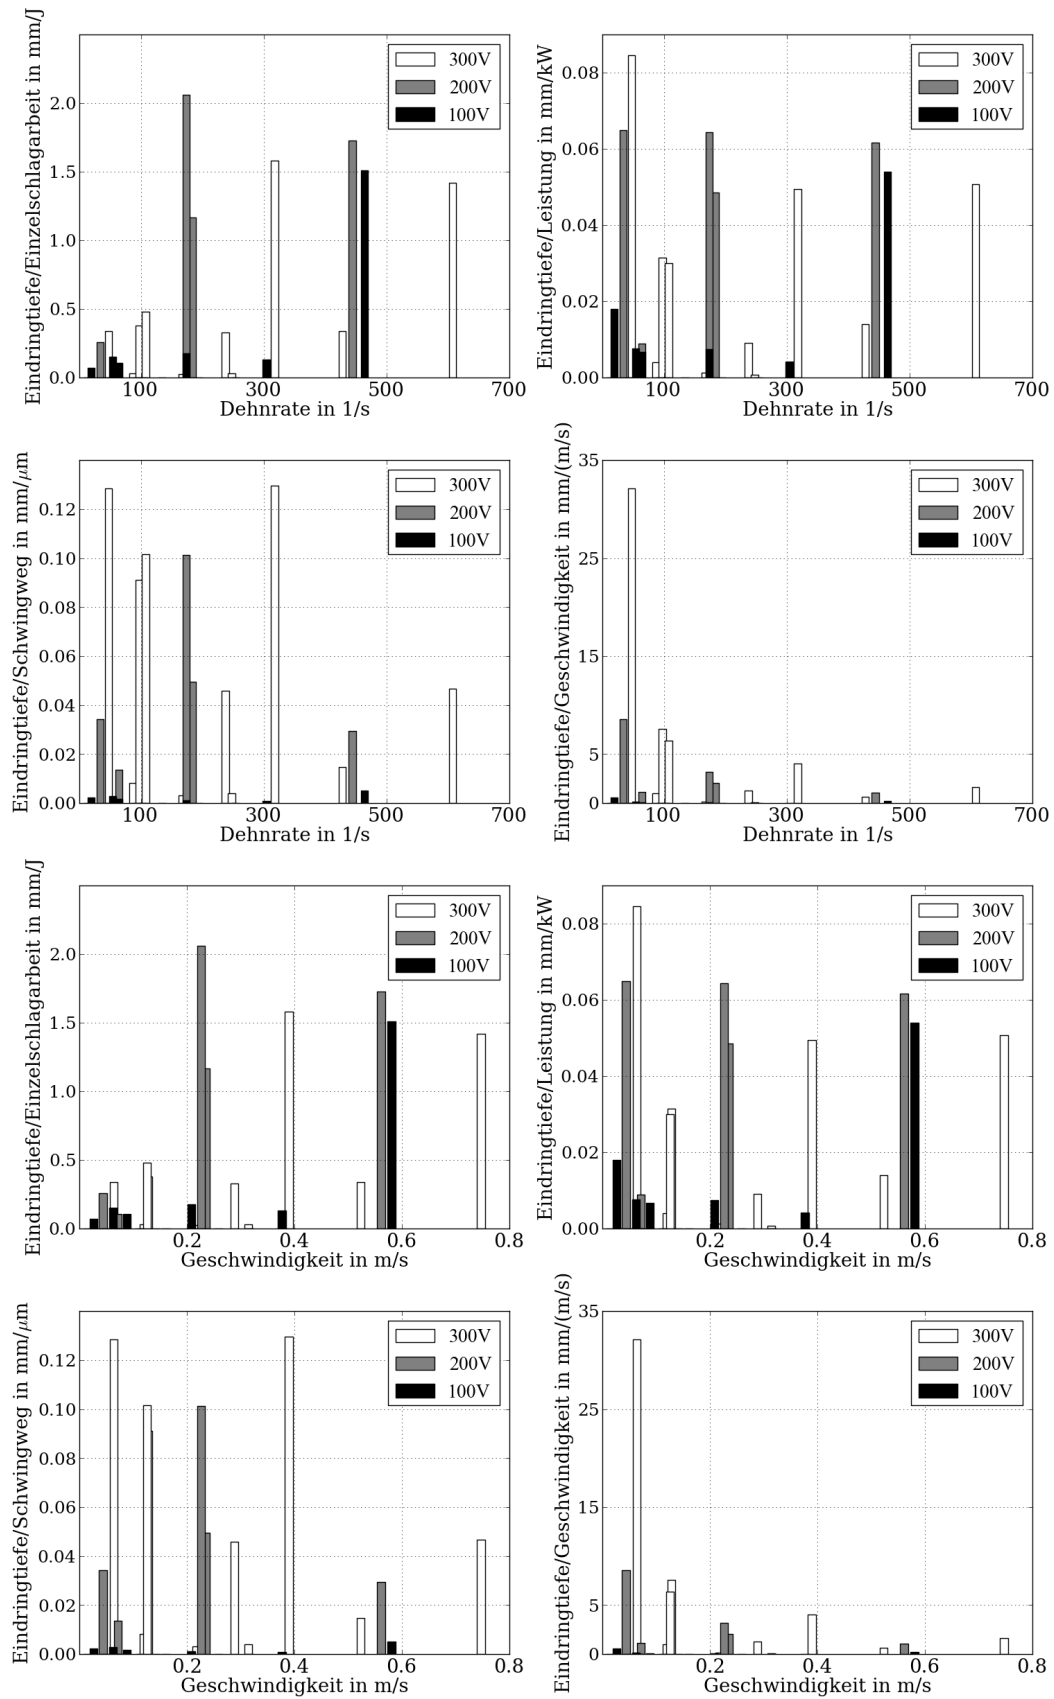 Eindringtiefe/Einzelschlagarbeit in mm/J
2.0
1.5
1.0
0.5
0.0
100
300
500
700
Dehnrate in 1/s
300V
200V
100V
Eindringtiefe/Leistung in mm/kW
0.08
0.06
0.04
0.02
0.00
100
300
500
700
Dehnrate in 1/s
300V
200V
100V
Eindringtiefe/Schwingweg in mm/μm
0.12
0.10
0.08
0.06
0.04
0.02
0.00
100
300
500
700
Dehnrate in 1/s
300V
200V
100V
Eindringtiefe/Geschwindigkeit in mm/(m/s)
35
25
15
5
0
100
300
500
700
Dehnrate in 1/s
300V
200V
100V
Eindringtiefe/Einzelschlagarbeit in mm/J
2.0
1.5
1.0
0.5
0.0
0.2
0.4
0.6
0.8
Geschwindigkeit in m/s
300V
200V
100V
Eindringtiefe/Leistung in mm/kW
0.08
0.06
0.04
0.02
0.00
0.2
0.4
0.6
0.8
Geschwindigkeit in m/s
300V
200V
100V
Eindringtiefe/Schwingweg in mm/μm
0.12
0.10
0.08
0.06
0.04
0.02
0.00
0.2
0.4
0.6
0.8
Geschwindigkeit in m/s
300V
200V
100V
Eindringtiefe/Geschwindigkeit in mm/(m/s)
35
25
15
5
0
0.2
0.4
0.6
0.8
Geschwindigkeit in m/s
300V
200V
100V